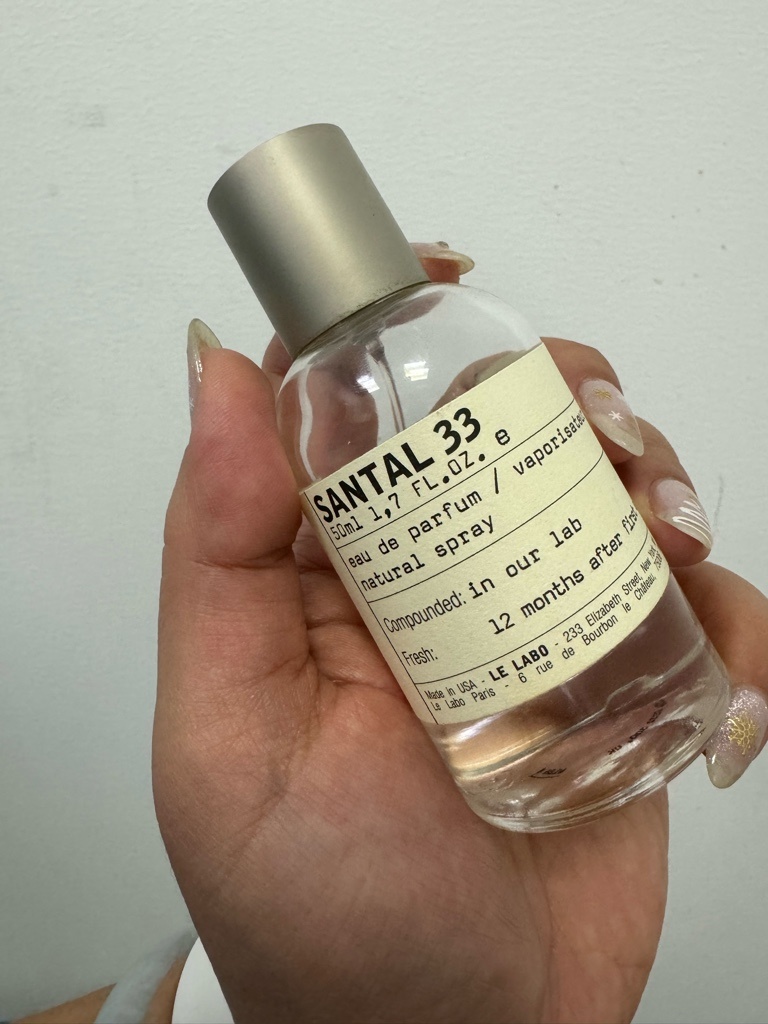 SANTAL 33
50ml 1,7 FL.OZ. e
eau de parfum / vaporisate
natural spray
Compounded: in our lab
Fresh: 12 months after first
Made in USA - LE LABO - 233 Elizabeth Street, New York
Le Labo Paris - 6 rue de Bourbon le Château,